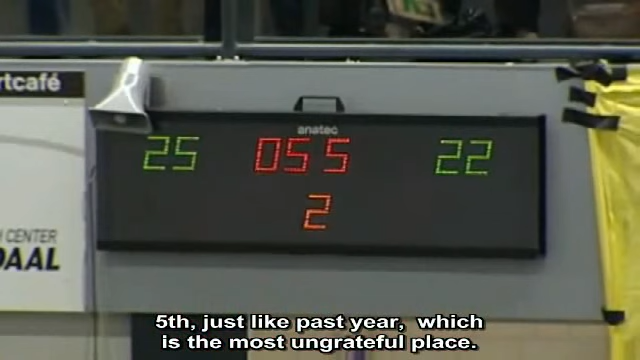 rtcafé
anatec
25 05 5 22
2
CENTER
DAAL
5th, just like past year, which
is the most ungrateful place.